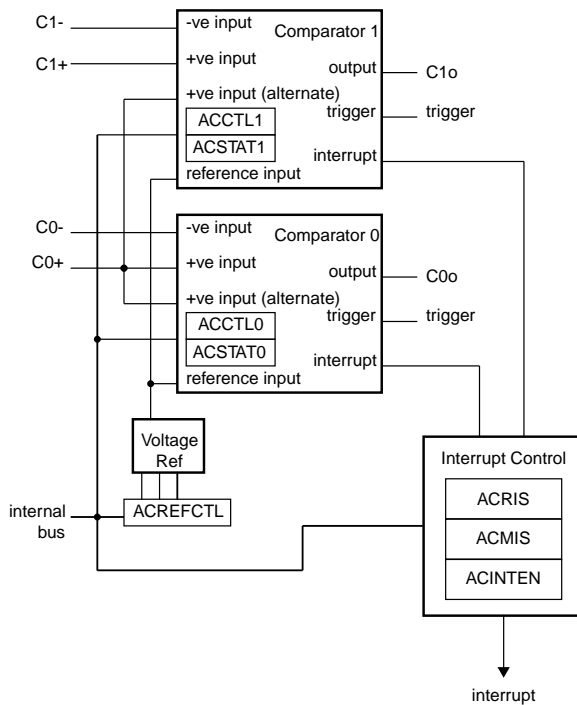 C1-
-ve input
Comparator 1
C1+
+ve input
output
C1o
+ve input (alternate)
trigger
trigger
ACCTL1
ACSTAT1
interrupt
reference input
C0-
-ve input
Comparator 0
C0+
+ve input
output
C0o
+ve input (alternate)
trigger
trigger
ACCTL0
ACSTAT0
interrupt
reference input
Voltage
Ref
Interrupt Control
internal
bus
ACREFCTL
ACRIS
ACMIS
ACINTEN
interrupt